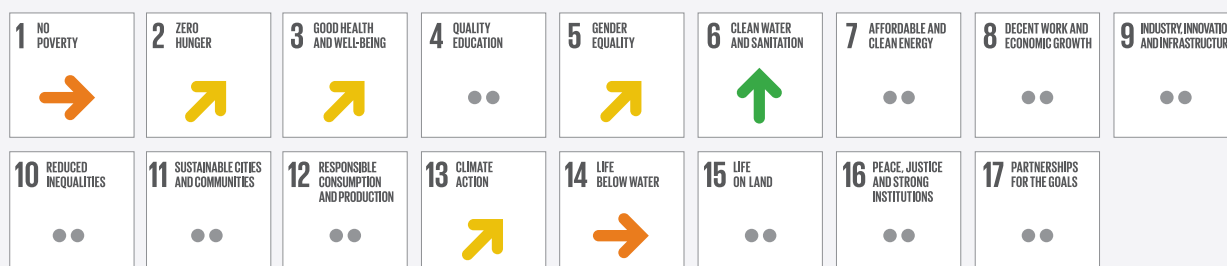 1 NO
POVERTY
2 ZERO
HUNGER
3 GOOD HEALTH
AND WELL-BEING
4 QUALITY
EDUCATION
5 GENDER
EQUALITY
6 CLEAN WATER
AND SANITATION
7 AFFORDABLE AND
CLEAN ENERGY
8 DECENT WORK AND
ECONOMIC GROWTH
9 INDUSTRY, INNOVATIO
AND INFRASTRUCTUR
10 REDUCED
INEQUALITIES
11 SUSTAINABLE CITIES
AND COMMUNITIES
12 RESPONSIBLE
CONSUMPTION
AND PRODUCTION
13 CLIMATE
ACTION
14 LIFE
BELOW WATER
15 LIFE
ON LAND
16 PEACE, JUSTICE
AND STRONG
INSTITUTIONS
17 PARTNERSHIPS
FOR THE GOALS